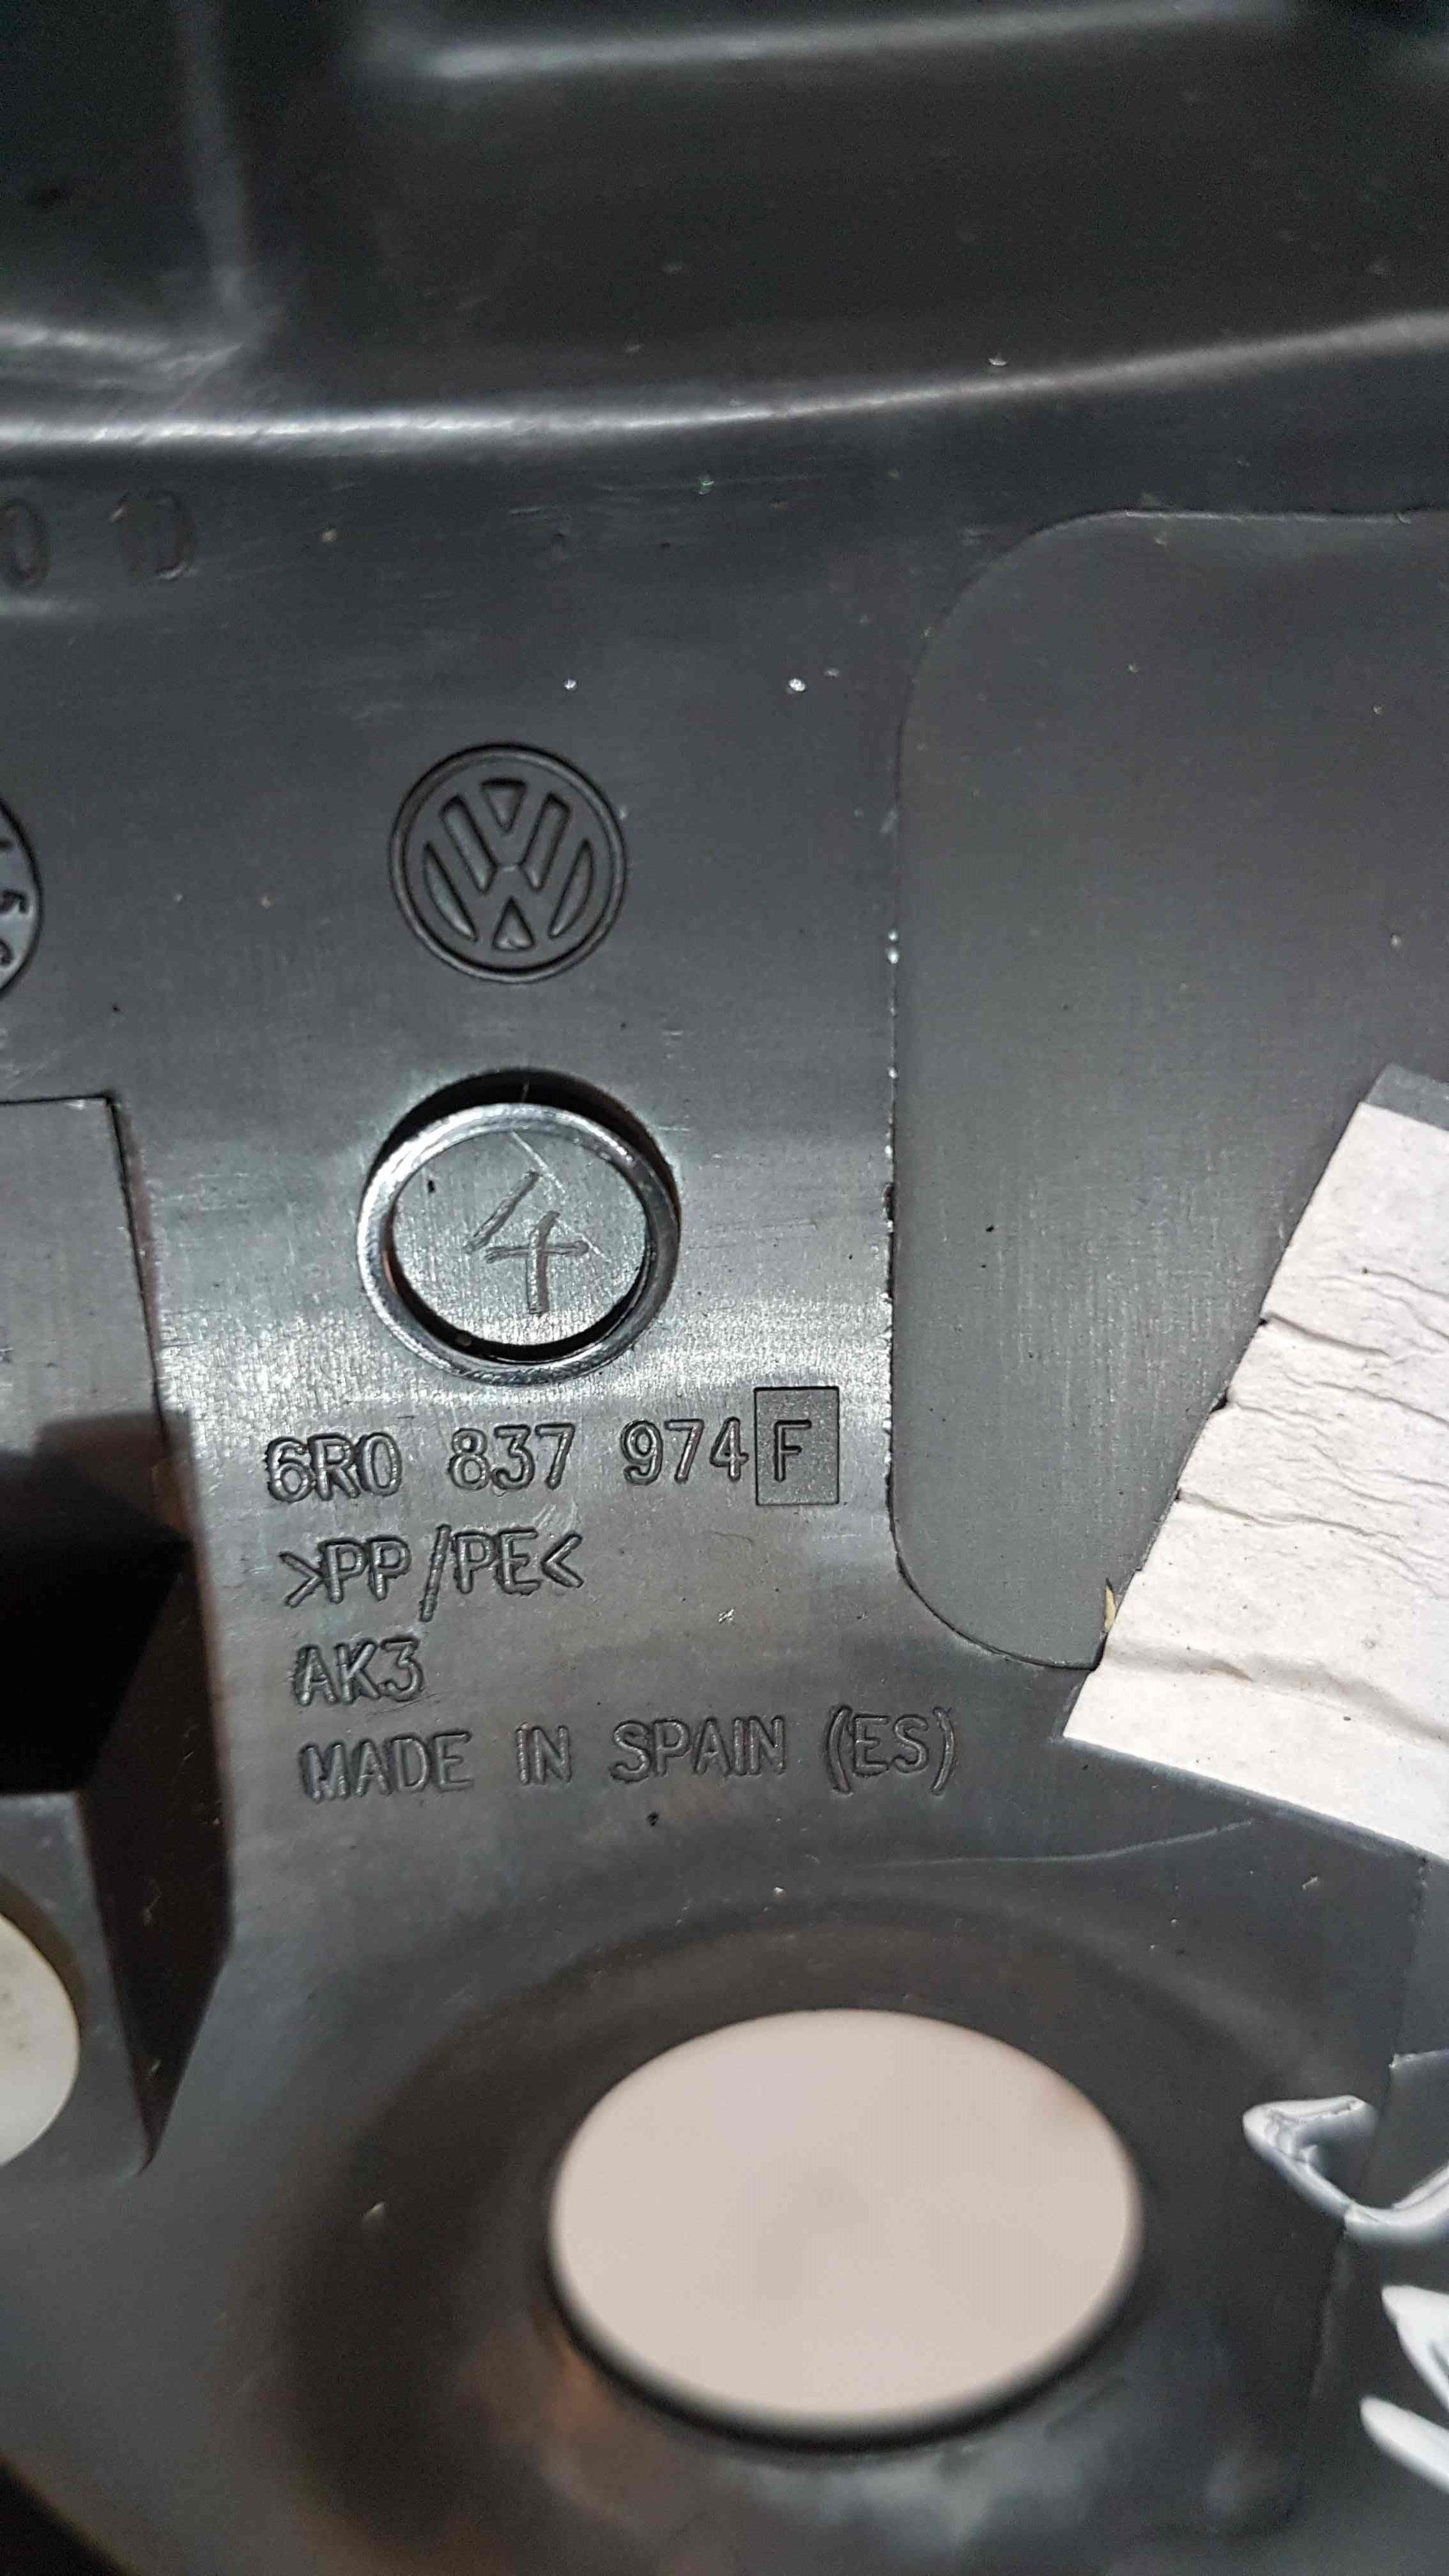 4
6R0 837 974 F
>PP/PE<
AK3
MADE IN SPAIN (ES)